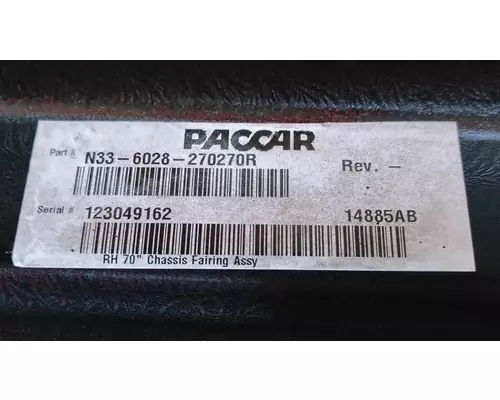 PACCAR
Part # N33-6028-270270R Rev. -
Serial # 123049162 14885AB
RH 70" Chassis Fairing Assy